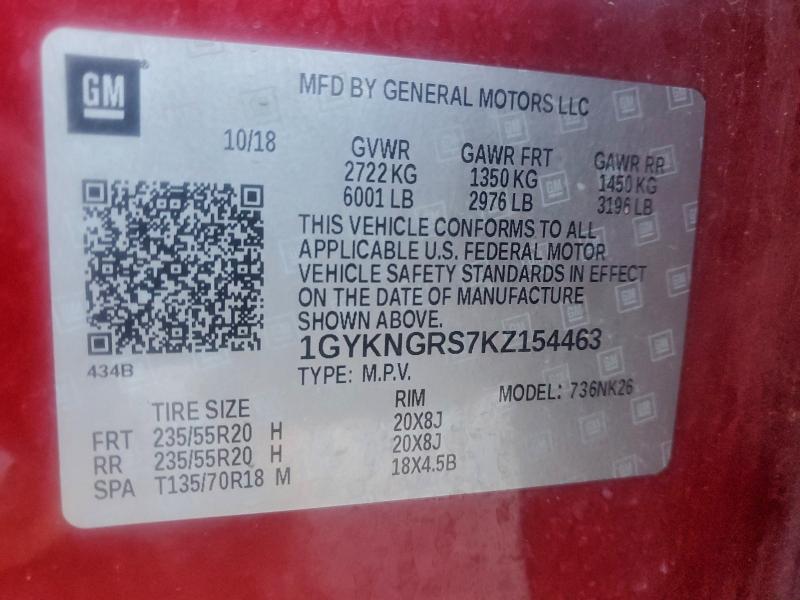 GM
MFD BY GENERAL MOTORS LLC
10/18
GVWR GAWR FRT GAWR RR
2722 KG 1350 KG 1450 KG
6001 LB 2976 LB 3196 LB
THIS VEHICLE CONFORMS TO ALL
APPLICABLE U.S. FEDERAL MOTOR
VEHICLE SAFETY STANDARDS IN EFFECT
ON THE DATE OF MANUFACTURE
SHOWN ABOVE.
1GYKNGRS7KZ154463
434B
TYPE: M.P.V. MODEL: 736NK26
TIRE SIZE RIM
FRT 235/55R20 H 20X8J
RR 235/55R20 H 20X8J
SPA T135/70R18 M 18X4.5B